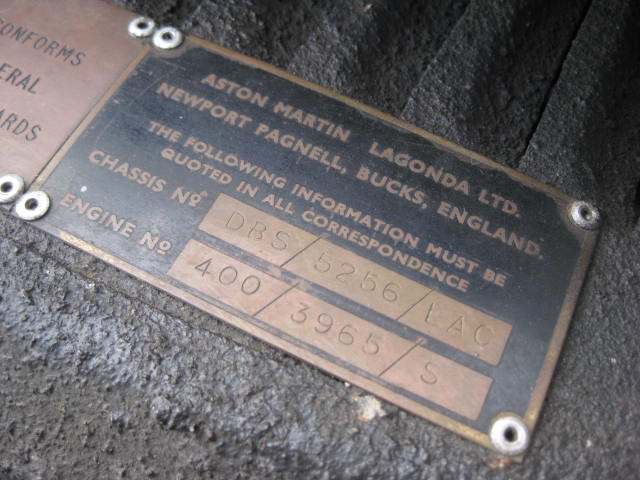 CONFORMS
ERAL
ARDS
ASTON MARTIN LAGONDA LTD.
NEWPORT PAGNELL, BUCKS, ENGLAND.
THE FOLLOWING INFORMATION MUST BE
QUOTED IN ALL CORRESPONDENCE
CHASSIS Nº DBS/5256/LAC
ENGINE Nº 400/3965/S